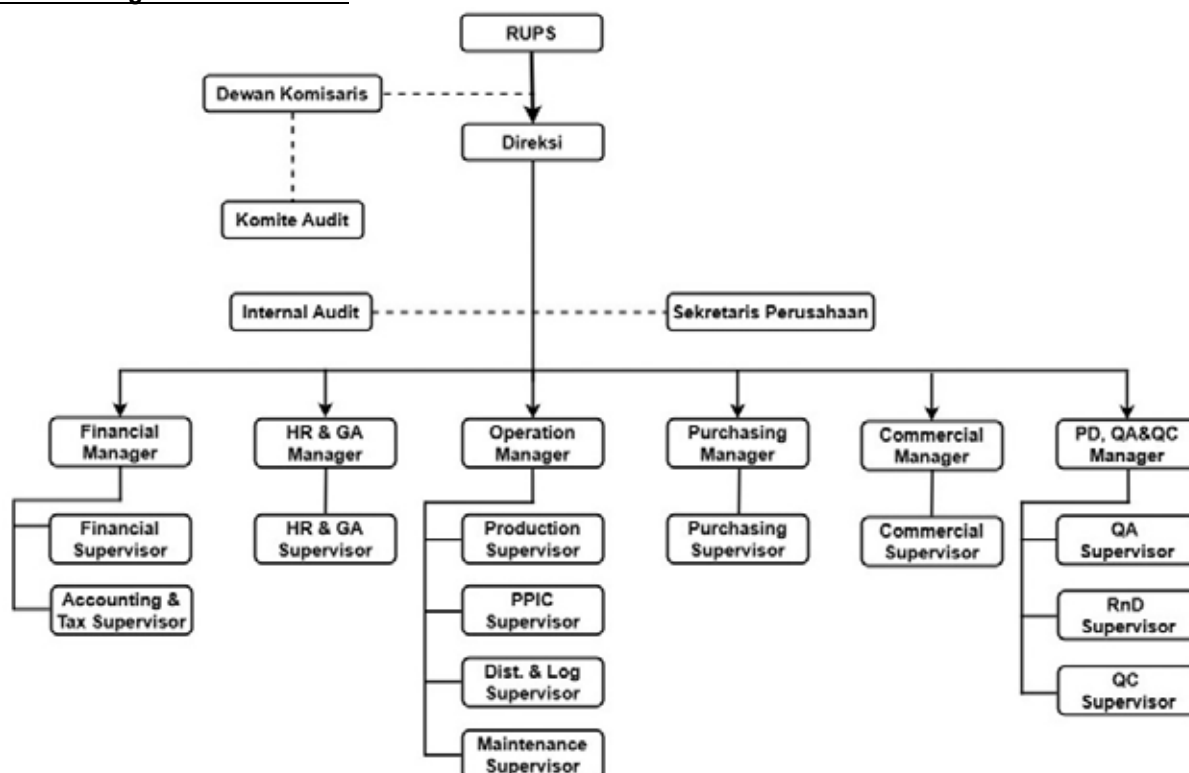 RUPS
Dewan Komisaris
Direksi
Komite Audit
Internal Audit
Sekretaris Perusahaan
Financial
Manager
HR & GA
Manager
Operation
Manager
Purchasing
Manager
Commercial
Manager
PD, QA&QC
Manager
Financial
Supervisor
HR & GA
Supervisor
Production
Supervisor
Purchasing
Supervisor
Commercial
Supervisor
QA
Supervisor
Accounting &
Tax Supervisor
PPIC
Supervisor
RnD
Supervisor
Dist. & Log
Supervisor
QC
Supervisor
Maintenance
Supervisor